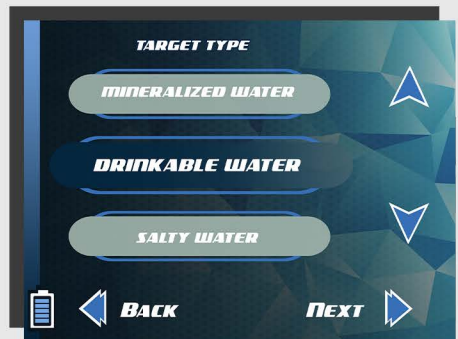 TARGET TYPE
MINERALIZED WATER
DRINKABLE WATER
SALTY WATER
BACK NEXT